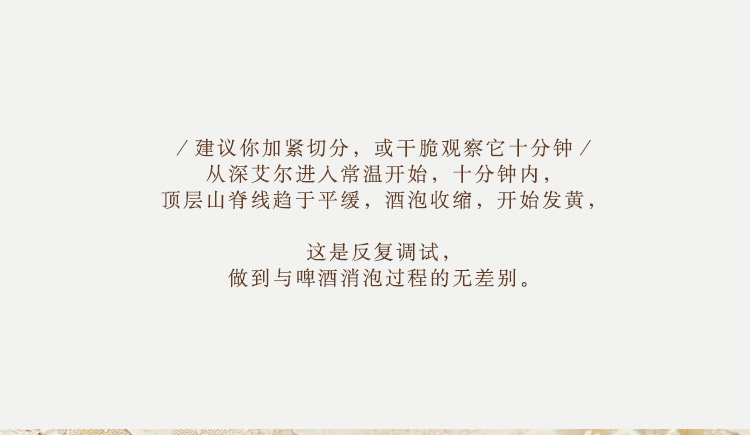 / 建议你加紧切分，或干脆观察它十分钟 /
从深艾尔进入常温开始，十分钟内，
顶层山脊线趋于平缓，酒泡收缩，开始发黄，
这是反复调试，
做到与啤酒消泡过程的无差别。